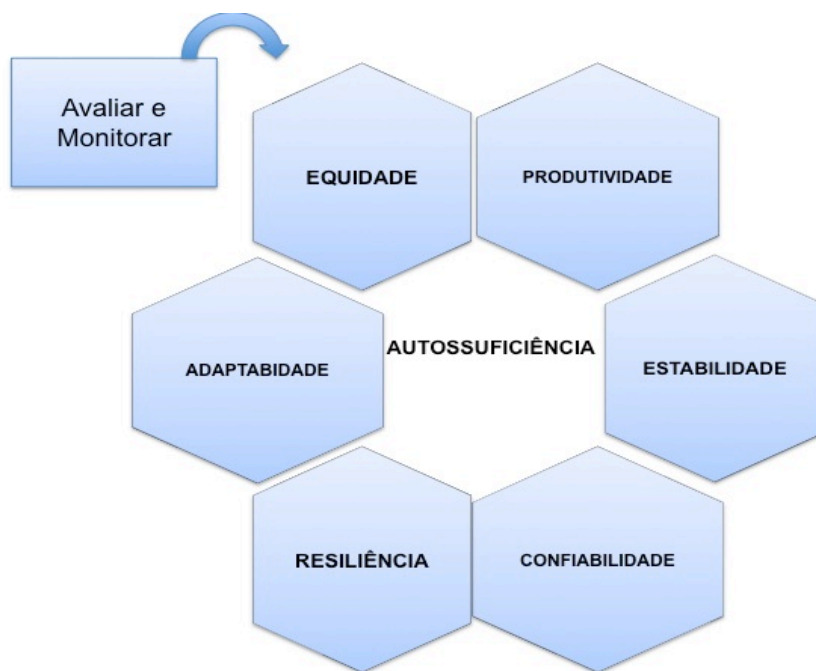 Avaliar e
Monitorar
EQUIDADE
PRODUTIVIDADE
AUTOSSUFICIÊNCIA
ADAPTABIDADE
ESTABILIDADE
RESILIÊNCIA
CONFIABILIDADE